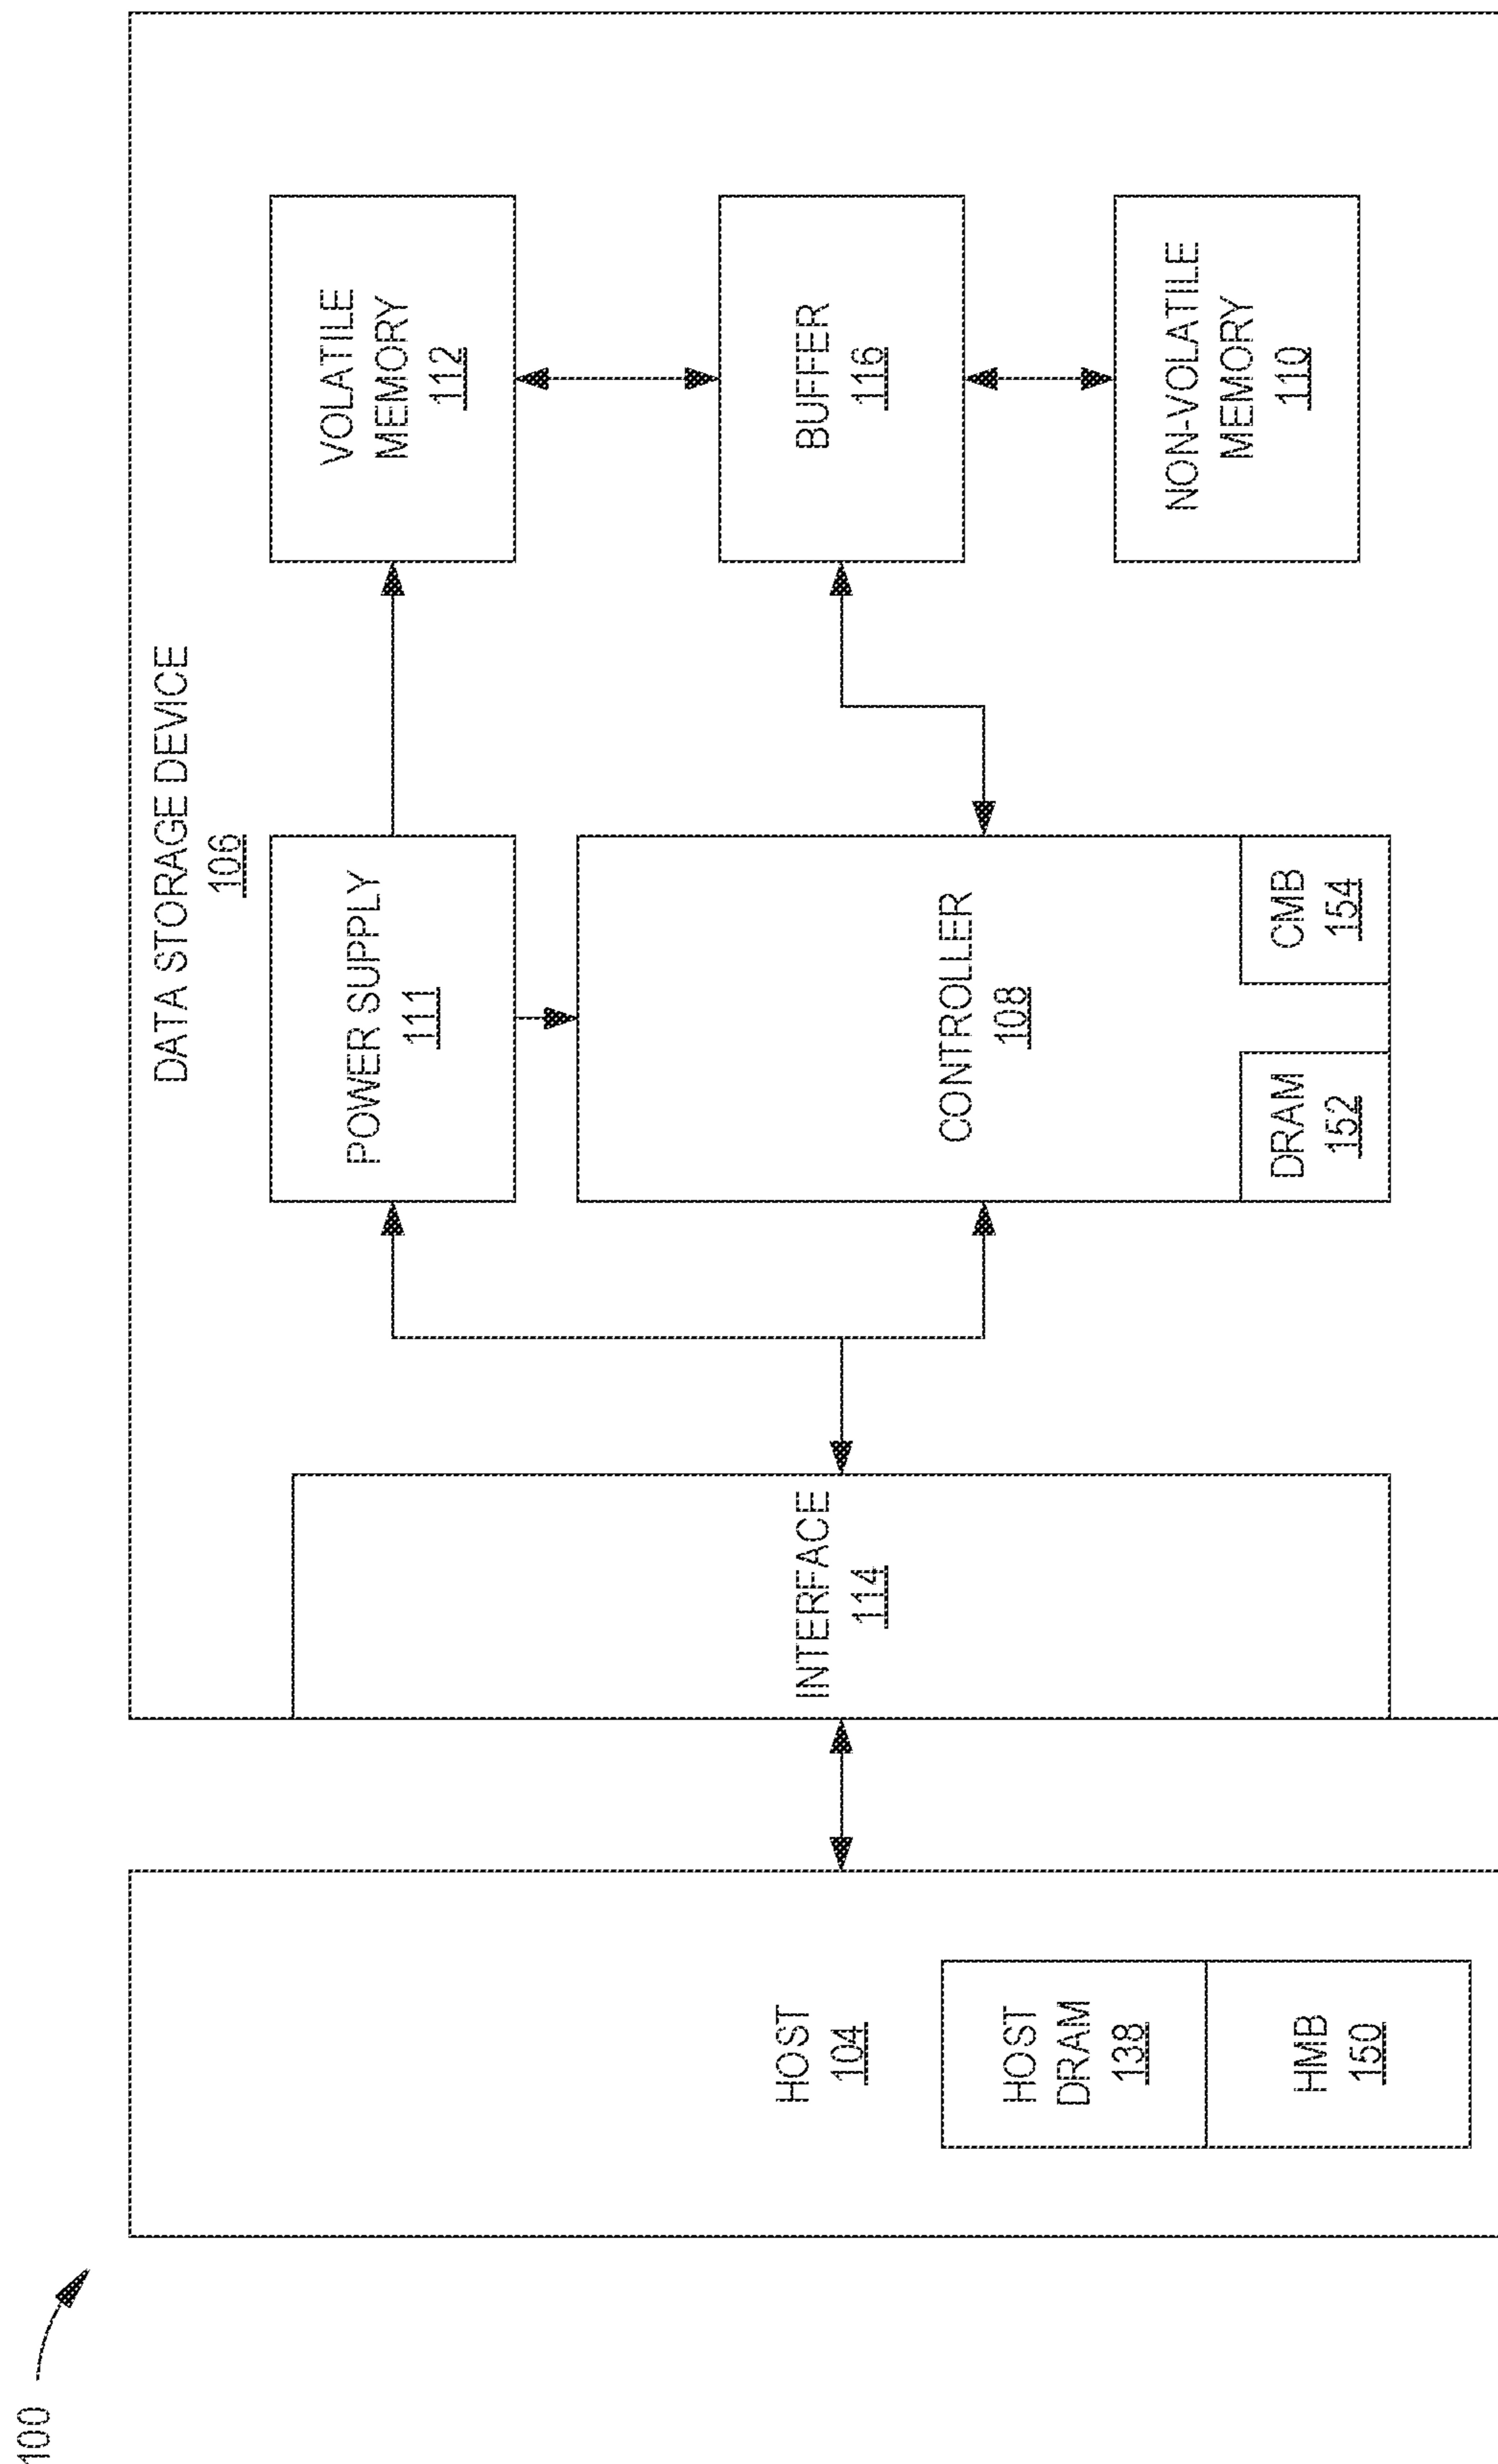 100
HOST
104
HOST
DRAM
138
HMB
150
DATA STORAGE DEVICE
106
INTERFACE
114
POWER SUPPLY
111
CONTROLLER
108
DRAM
152
CMB
154
VOLATILE
MEMORY
112
BUFFER
116
NON-VOLATILE
MEMORY
110